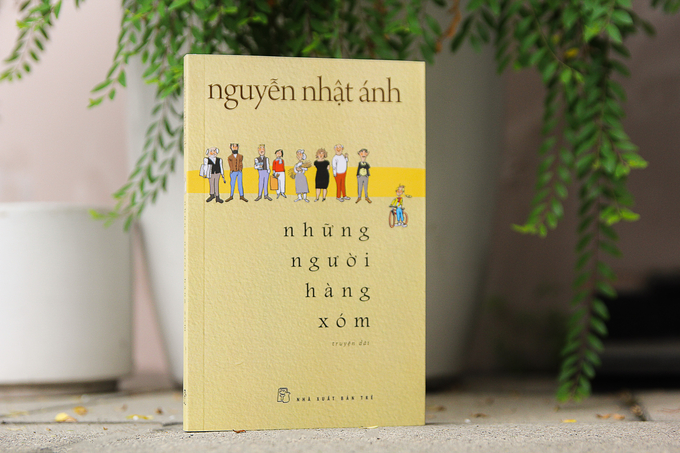 nguyễn nhật ánh
những
người
hàng
xóm
truyện dài
NHÀ XUẤT BẢN TRẺ